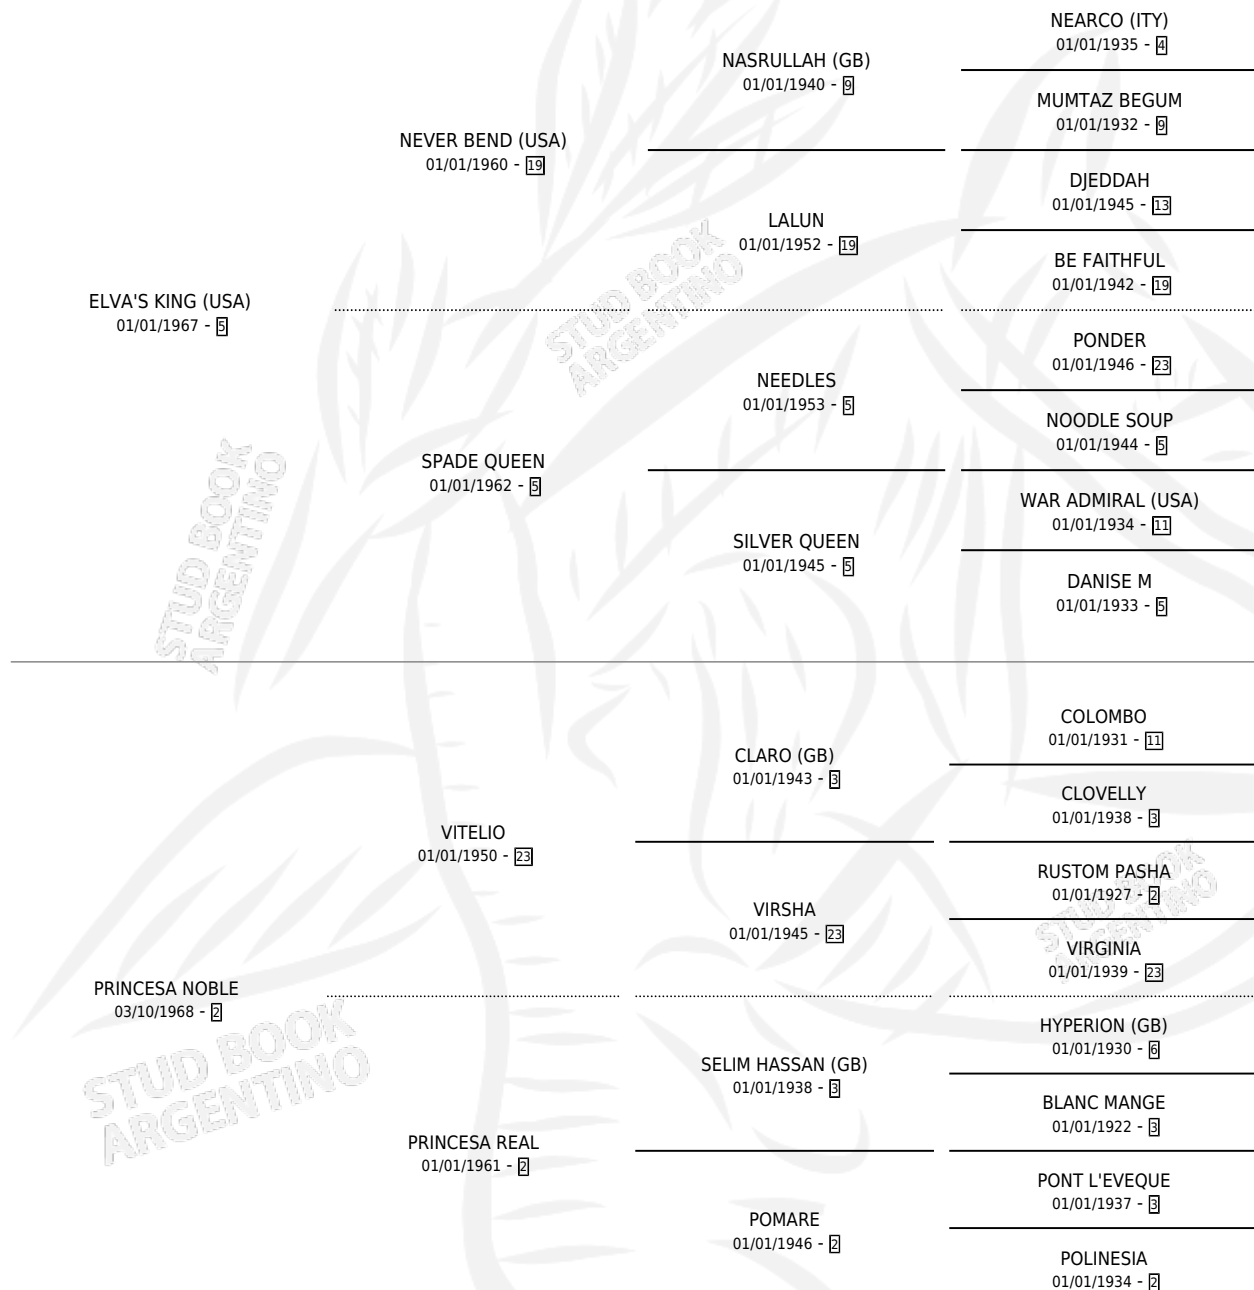 NEARCO (ITY)
01/01/1935 - 4
NASRULLAH (GB)
01/01/1940 - 9
MUMTAZ BEGUM
01/01/1932 - 9
NEVER BEND (USA)
01/01/1960 - 19
DJEDDAH
01/01/1945 - 13
LALUN
01/01/1952 - 19
BE FAITHFUL
01/01/1942 - 19
ELVA'S KING (USA)
01/01/1967 - 5
PONDER
01/01/1946 - 23
NEEDLES
01/01/1953 - 5
NOODLE SOUP
01/01/1944 - 5
SPADE QUEEN
01/01/1962 - 5
WAR ADMIRAL (USA)
01/01/1934 - 11
SILVER QUEEN
01/01/1945 - 5
DANISE M
01/01/1933 - 5
COLOMBO
01/01/1931 - 11
CLARO (GB)
01/01/1943 - 3
CLOVELLY
01/01/1938 - 3
VITELIO
01/01/1950 - 23
RUSTOM PASHA
01/01/1927 - 2
VIRSHA
01/01/1945 - 23
VIRGINIA
01/01/1939 - 23
PRINCESA NOBLE
03/10/1968 - 2
HYPERION (GB)
01/01/1930 - 6
SELIM HASSAN (GB)
01/01/1938 - 3
BLANC MANGE
01/01/1922 - 3
PRINCESA REAL
01/01/1961 - 2
PONT L'EVEQUE
01/01/1937 - 3
POMARE
01/01/1946 - 2
POLINESIA
01/01/1934 - 2
STUD BOOK
ARGENTINO
STUD BOOK
ARGENTINO
STUD BOOK
ARGENTINO
STUD BOOK
ARGENTINO